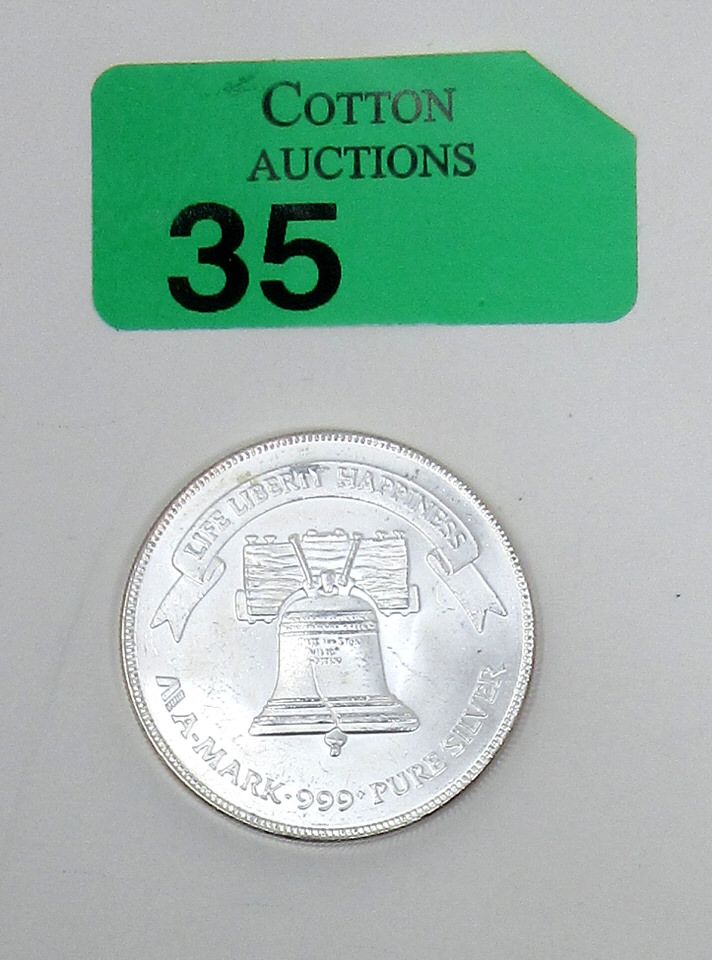 COTTON
AUCTIONS
35
LIFE LIBERTY HAPPINESS
A-MARK · 999 · PURE SILVER